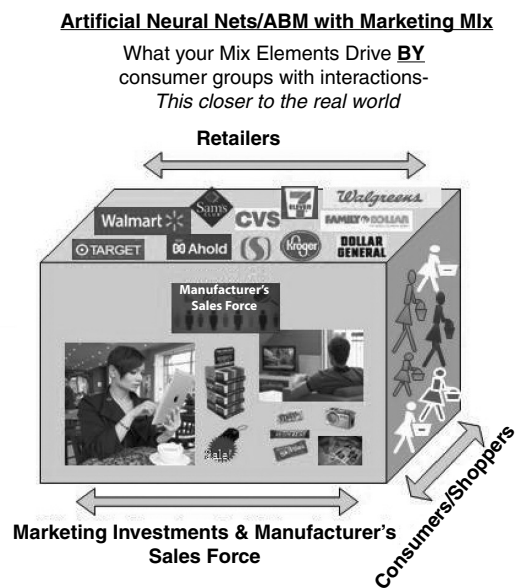 Artificial Neural Nets/ABM with Marketing MIx
What your Mix Elements Drive BY
consumer groups with interactions-
This closer to the real world
Retailers
Sam's
CLUB
7
ELEVEN
Walgreens
Walmart
CVS
FAMILY DOLLAR
TARGET
Ahold
Kroger
DOLLAR
GENERAL
Manufacturer's
Sales Force
Sale!
Marketing Investments & Manufacturer's
Sales Force
Consumers/Shoppers